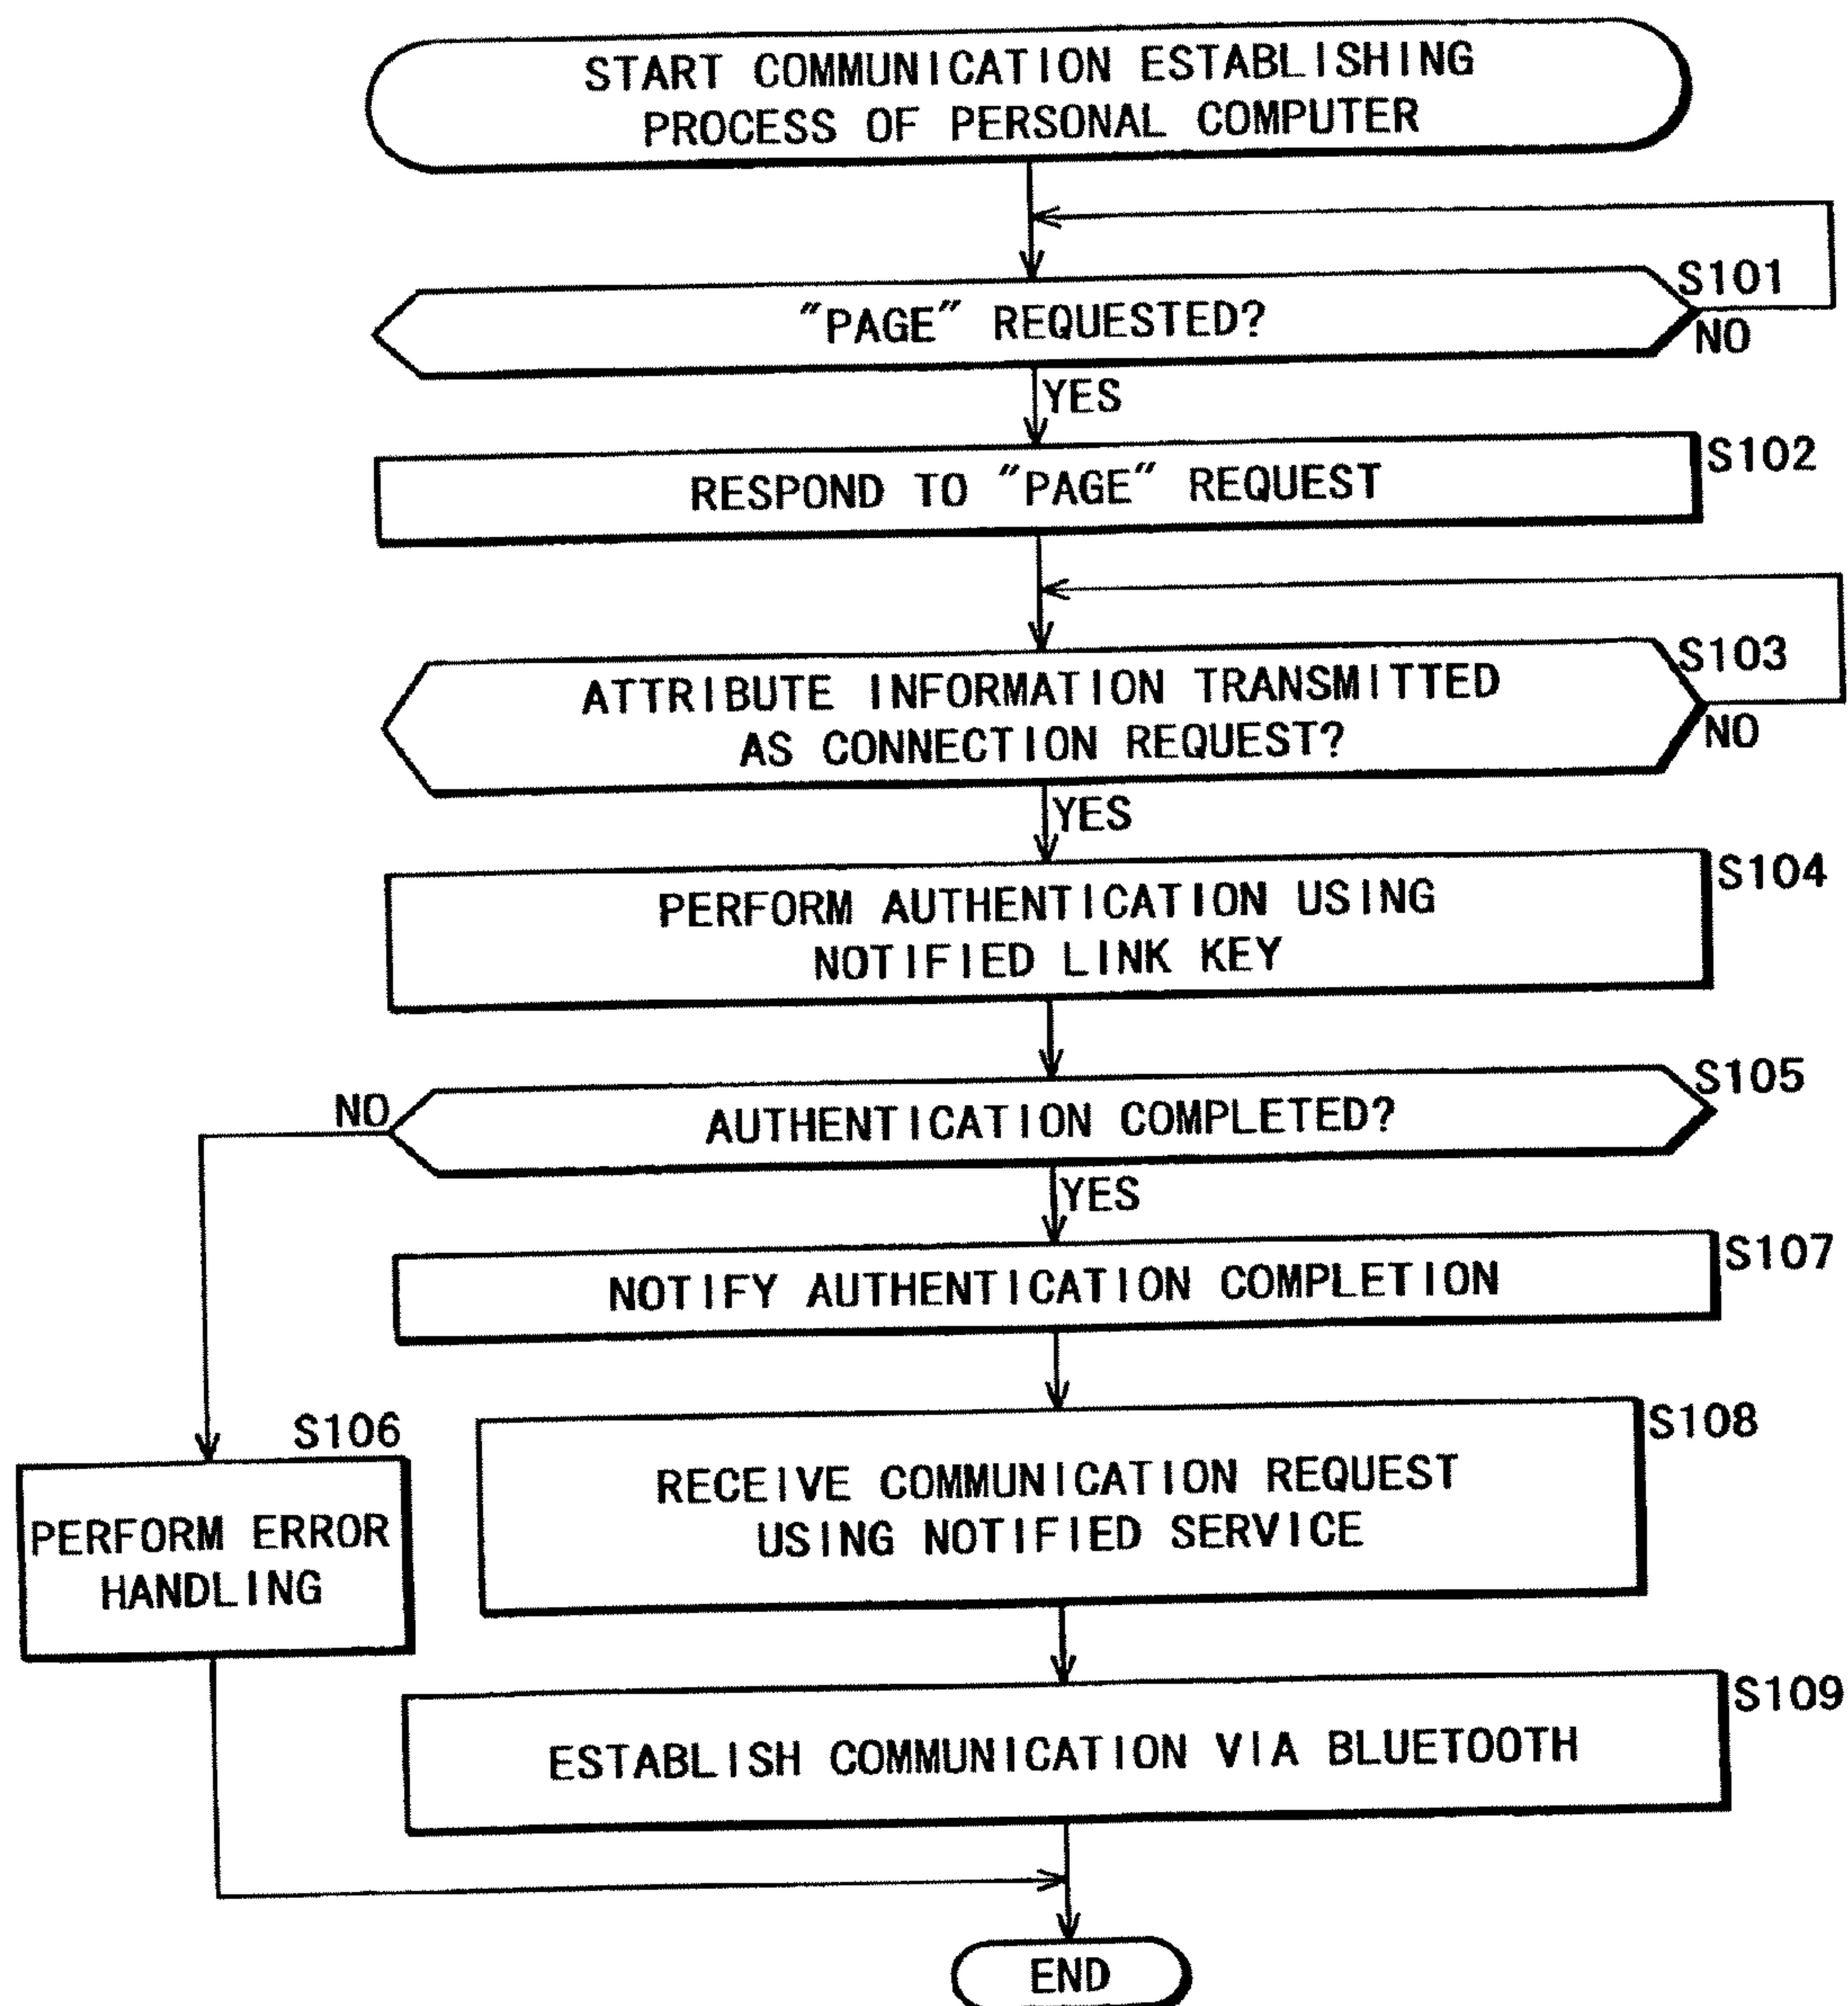 START COMMUNICATION ESTABLISHING
PROCESS OF PERSONAL COMPUTER
S101
"PAGE" REQUESTED?
NO
YES
S102
RESPOND TO "PAGE" REQUEST
S103
ATTRIBUTE INFORMATION TRANSMITTED
AS CONNECTION REQUEST?
NO
YES
S104
PERFORM AUTHENTICATION USING
NOTIFIED LINK KEY
S105
NO
AUTHENTICATION COMPLETED?
YES
S107
NOTIFY AUTHENTICATION COMPLETION
S106
PERFORM ERROR
HANDLING
S108
RECEIVE COMMUNICATION REQUEST
USING NOTIFIED SERVICE
S109
ESTABLISH COMMUNICATION VIA BLUETOOTH
END